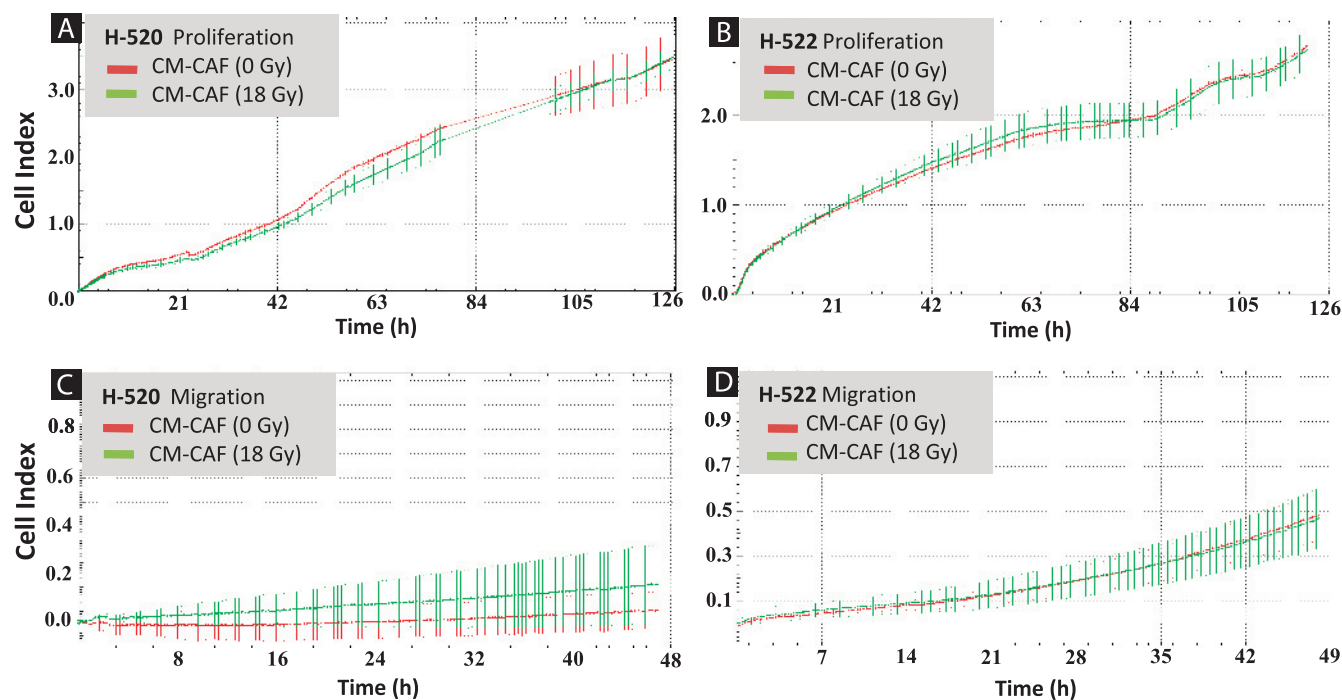 A
H-520 Proliferation
CM-CAF (0 Gy)
CM-CAF (18 Gy)
Cell Index
3.0
2.0
1.0
0.0
21
42
63
84
105
126
Time (h)
B
H-522 Proliferation
CM-CAF (0 Gy)
CM-CAF (18 Gy)
2.0
1.0
0.0
21
42
63
84
105
126
Time (h)
C
H-520 Migration
CM-CAF (0 Gy)
CM-CAF (18 Gy)
Cell Index
0.8
0.6
0.4
0.2
0.0
8
16
24
32
40
48
Time (h)
D
H-522 Migration
CM-CAF (0 Gy)
CM-CAF (18 Gy)
0.9
0.7
0.5
0.3
0.1
7
14
21
28
35
42
49
Time (h)